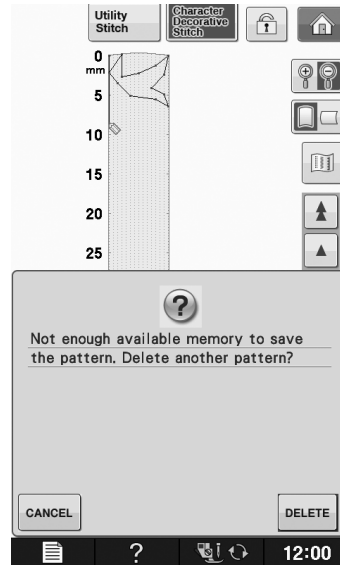 Utility
Stitch
Character
Decorative
Stitch
0
mm
5
10
15
20
25
?
Not enough available memory to save
the pattern. Delete another pattern?
CANCEL
DELETE
?
12:00